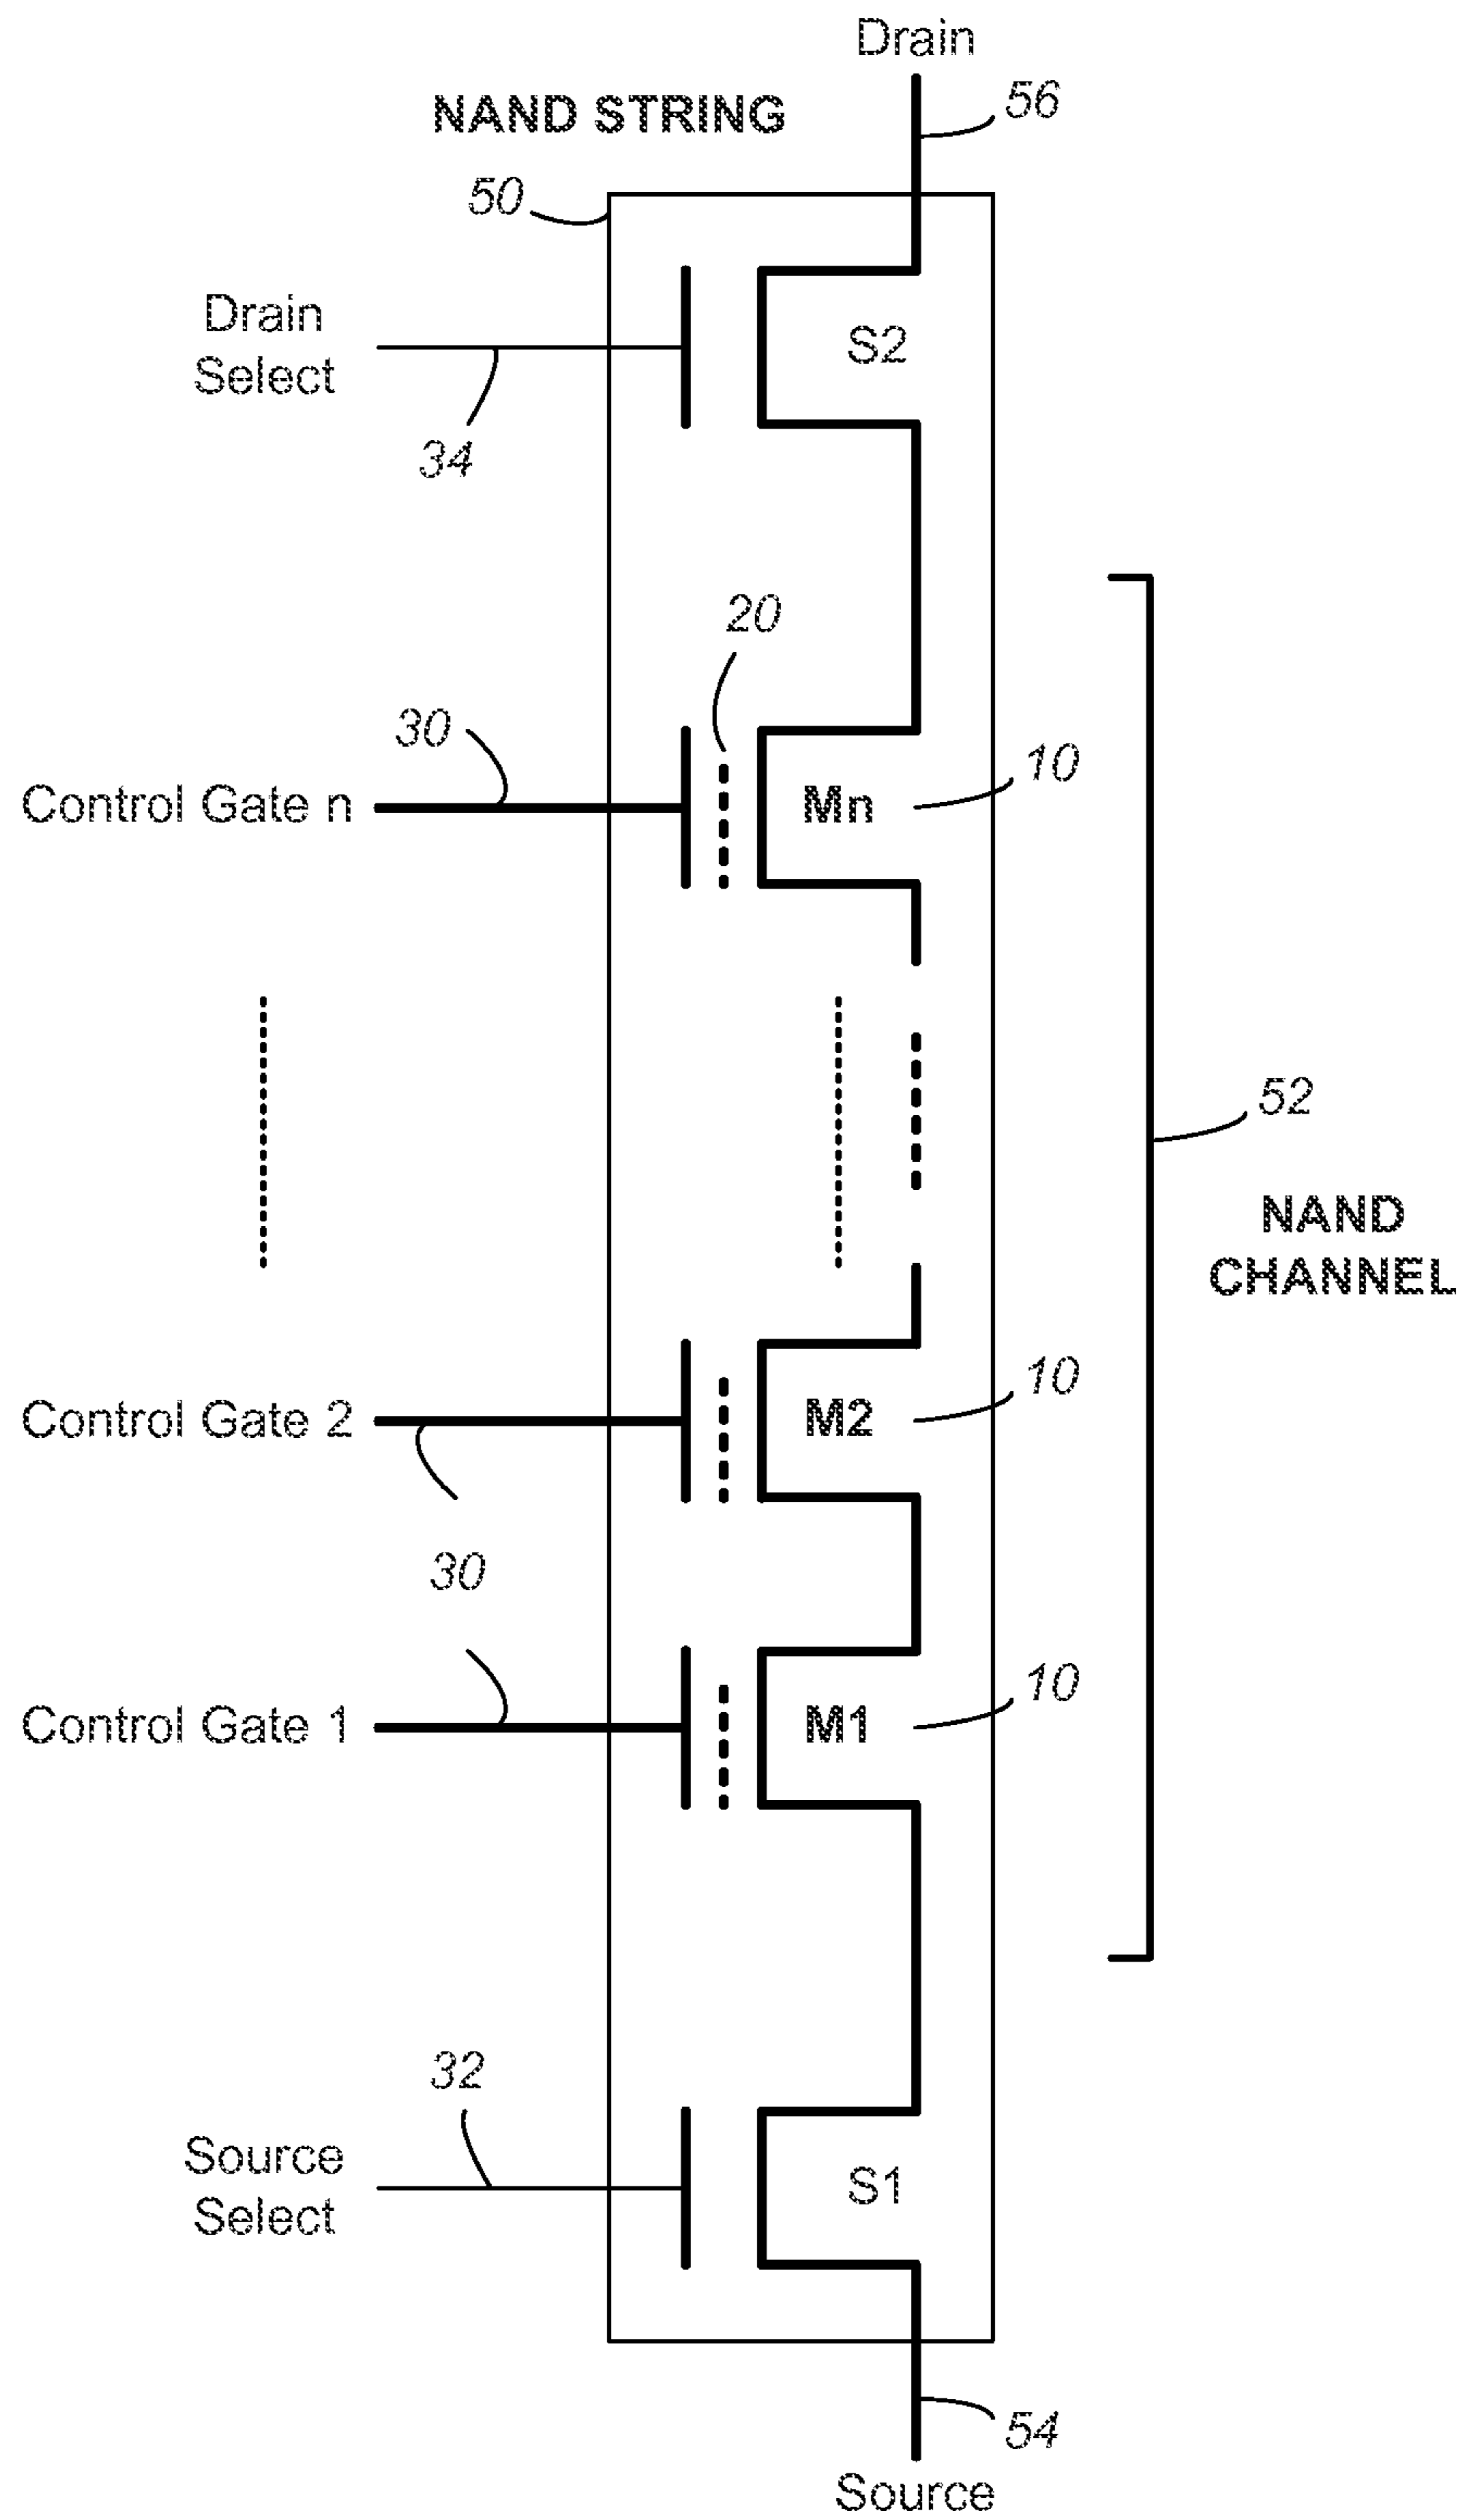 Drain
56
NAND STRING
50
Drain
Select
S2
34
20
30
10
Control Gate n
Mn
52
NAND
CHANNEL
10
Control Gate 2
M2
30
10
Control Gate 1
M1
32
Source
Select
S1
54
Source